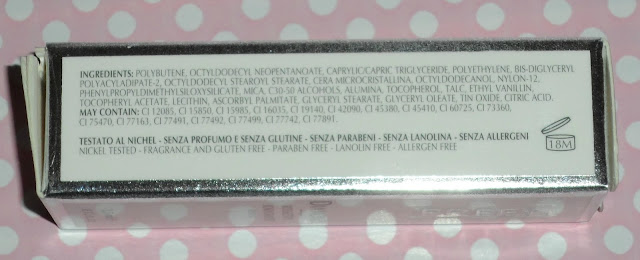 INGREDIENTS: POLYBUTENE, OCTYLDODECYL NEOPENTANOATE, CAPRYLIC/CAPRIC TRIGLYCERIDE, POLYETHYLENE, BIS-DIGLYCERYL
POLYACYLADIPATE-2, OCTYLDODECYL STEAROYL STEARATE, CERA MICROCRISTALLINA, OCTYLDODECANOL, NYLON-12,
PHENYLPROPYLDIMETHYLSILOXYSILICATE, MICA, C30-50 ALCOHOLS, ALUMINA, TOCOPHEROL, TALC, ETHYL VANILLIN,
TOCOPHERYL ACETATE, LECITHIN, ASCORBYL PALMITATE, GLYCERYL STEARATE, GLYCERYL OLEATE, TIN OXIDE, CITRIC ACID.
MAY CONTAIN: CI 12085, CI 15850, CI 15985, CI 16035, CI 19140, CI 42090, CI 45380, CI 45410, CI 60725, CI 73360,
CI 75470, CI 77163, CI 77491, CI 77492, CI 77499, CI 77742, CI 77891.
TESTATO AL NICHEL - SENZA PROFUMO E SENZA GLUTINE - SENZA PARABENI - SENZA LANOLINA - SENZA ALLERGENI
NICKEL TESTED - FRAGRANCE AND GLUTEN FREE - PARABEN FREE - LANOLIN FREE - ALLERGEN FREE
18M